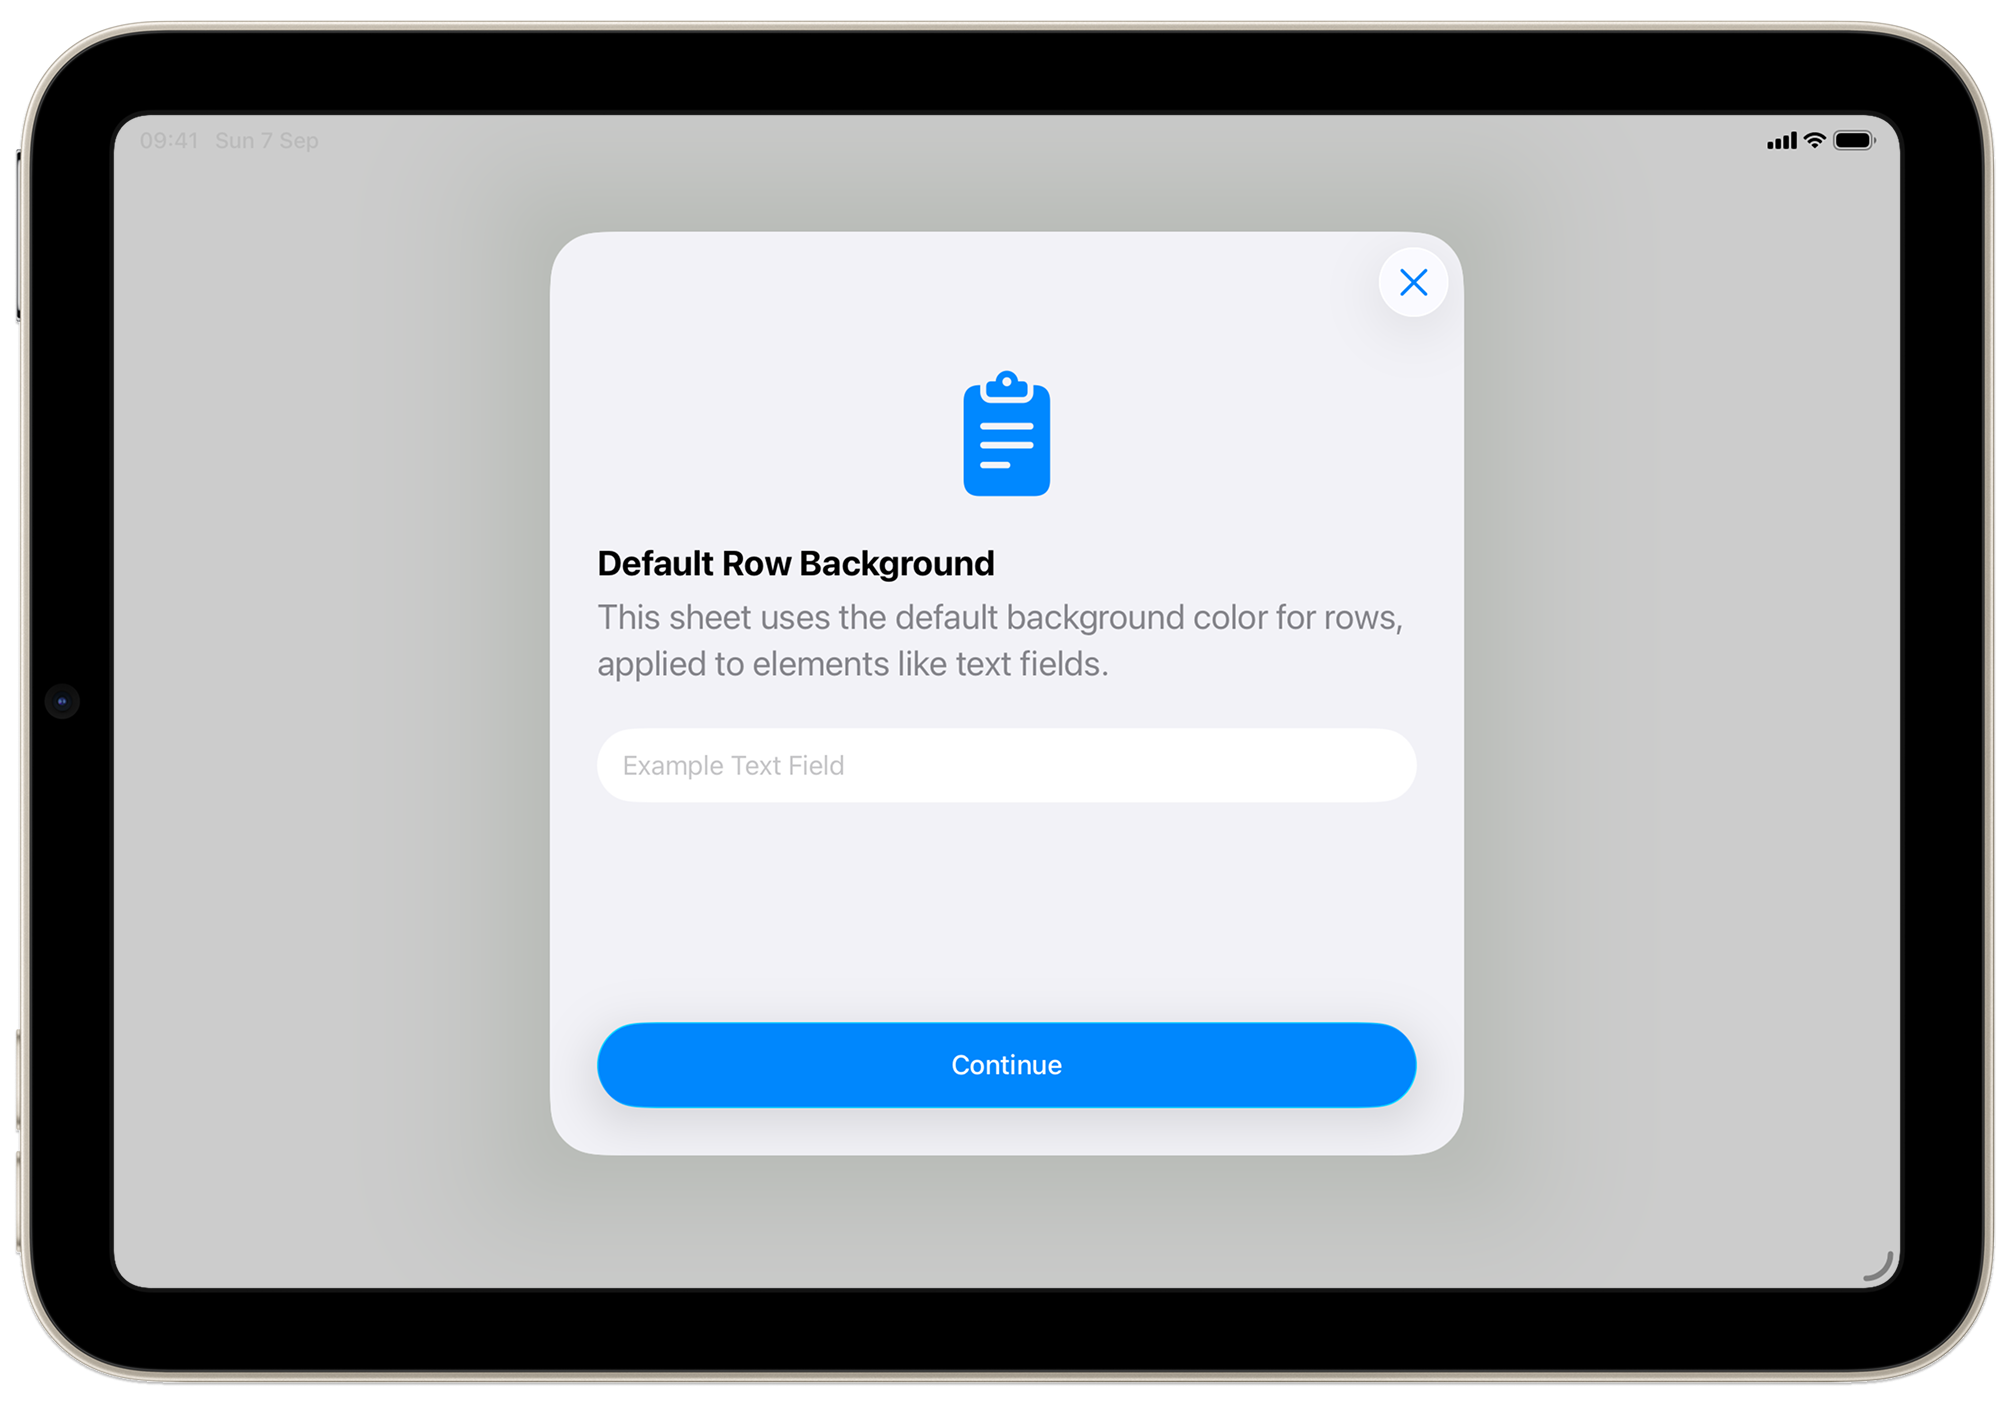 09:41 Sun 7 Sep
Default Row Background
This sheet uses the default background color for rows,
applied to elements like text fields.
Example Text Field
Continue